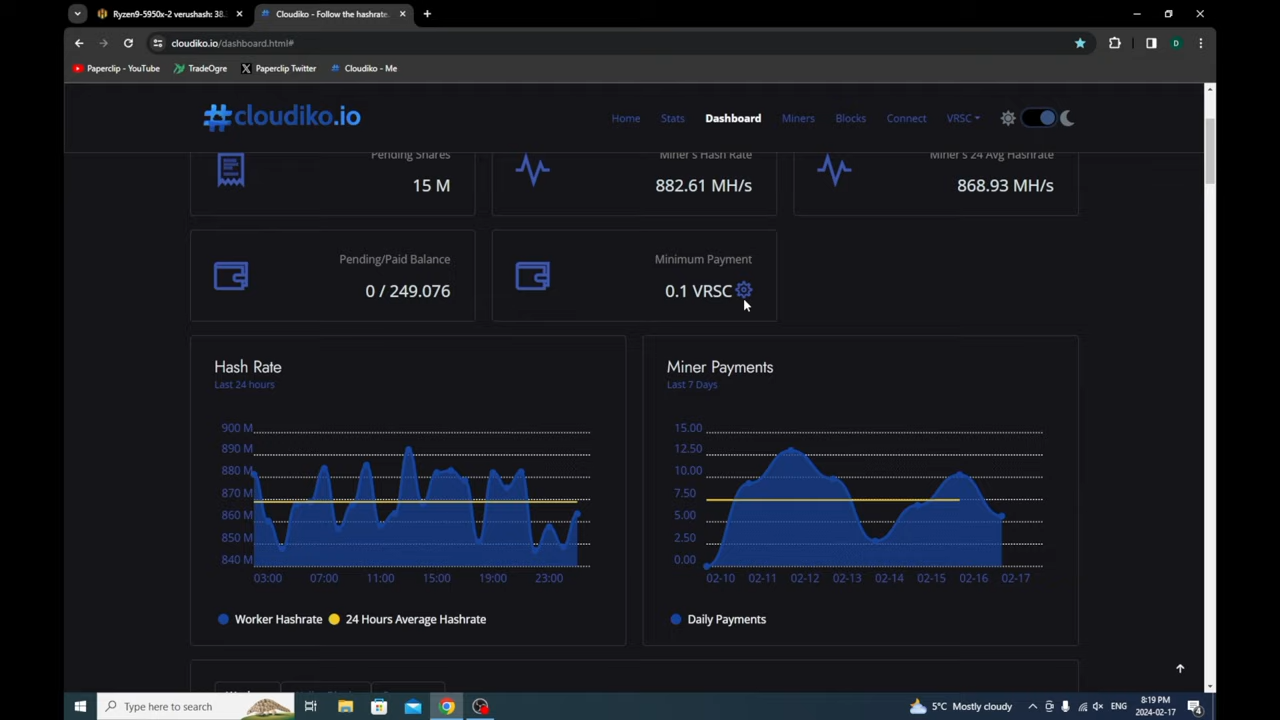 Ryzen9-5950x-2 verushash: 38.
Cloudiko - Follow the hashrate.
cloudiko.io/dashboard.html#
D
Paperclip - YouTube
TradeOgre
Paperclip Twitter
Cloudiko - Me
#cloudiko.io
Home
Stats
Dashboard
Miners
Blocks
Connect
VRSC
Pending Shares
15 M
Miner's Hash Rate
882.61 MH/s
Miner's 24 Avg Hashrate
868.93 MH/s
Pending/Paid Balance
0 / 249.076
Minimum Payment
0.1 VRSC
Hash Rate
Last 24 hours
900 M
890 M
880 M
870 M
860 M
850 M
840 M
03:00 07:00 11:00 15:00 19:00 23:00
Worker Hashrate
24 Hours Average Hashrate
Miner Payments
Last 7 Days
15.00
12.50
10.00
7.50
5.00
2.50
0.00
02-10 02-11 02-12 02-13 02-14 02-15 02-16 02-17
Daily Payments
Type here to search
5°C Mostly cloudy
ENG
8:19 PM
2024-02-17
4